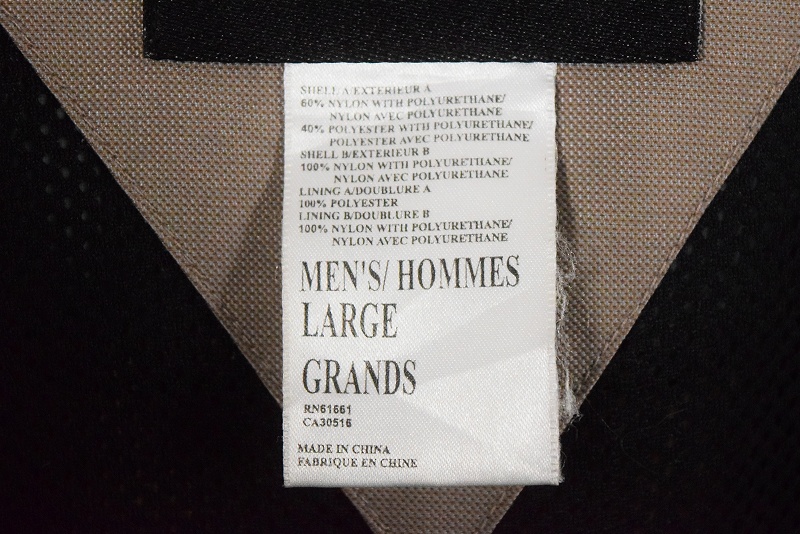 SHELL A/EXTERIEUR A
60% NYLON WITH POLYURETHANE/
NYLON AVEC POLYURETHANE
40% POLYESTER WITH POLYURETHANE/
POLYESTER AVEC POLYURETHANE
SHELL B/EXTERIEUR B
100% NYLON WITH POLYURETHANE/
NYLON AVEC POLYURETHANE
LINING A/DOUBLURE A
100% POLYESTER
LINING B/DOUBLURE B
100% NYLON WITH POLYURETHANE/
NYLON AVEC POLYURETHANE
MEN'S/ HOMMES
LARGE
GRANDS
RN61661
CA30516
MADE IN CHINA
FABRIQUE EN CHINE